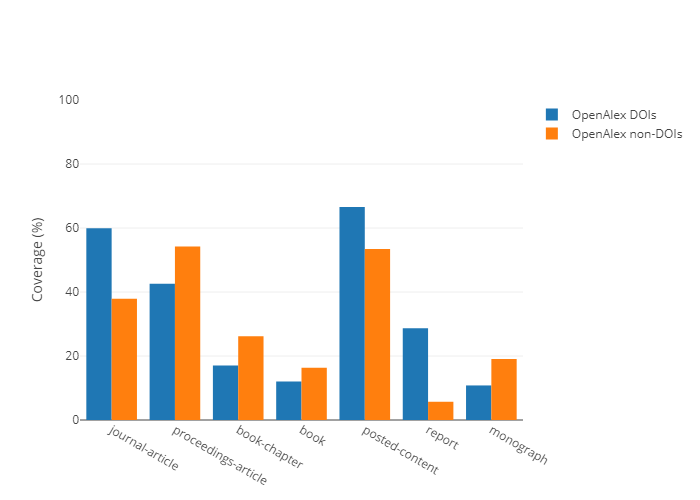 100
80
60
40
20
0
Coverage (%)
journal-article
proceedings-article
book-chapter
book
posted-content
report
monograph
OpenAlex DOIs
OpenAlex non-DOIs